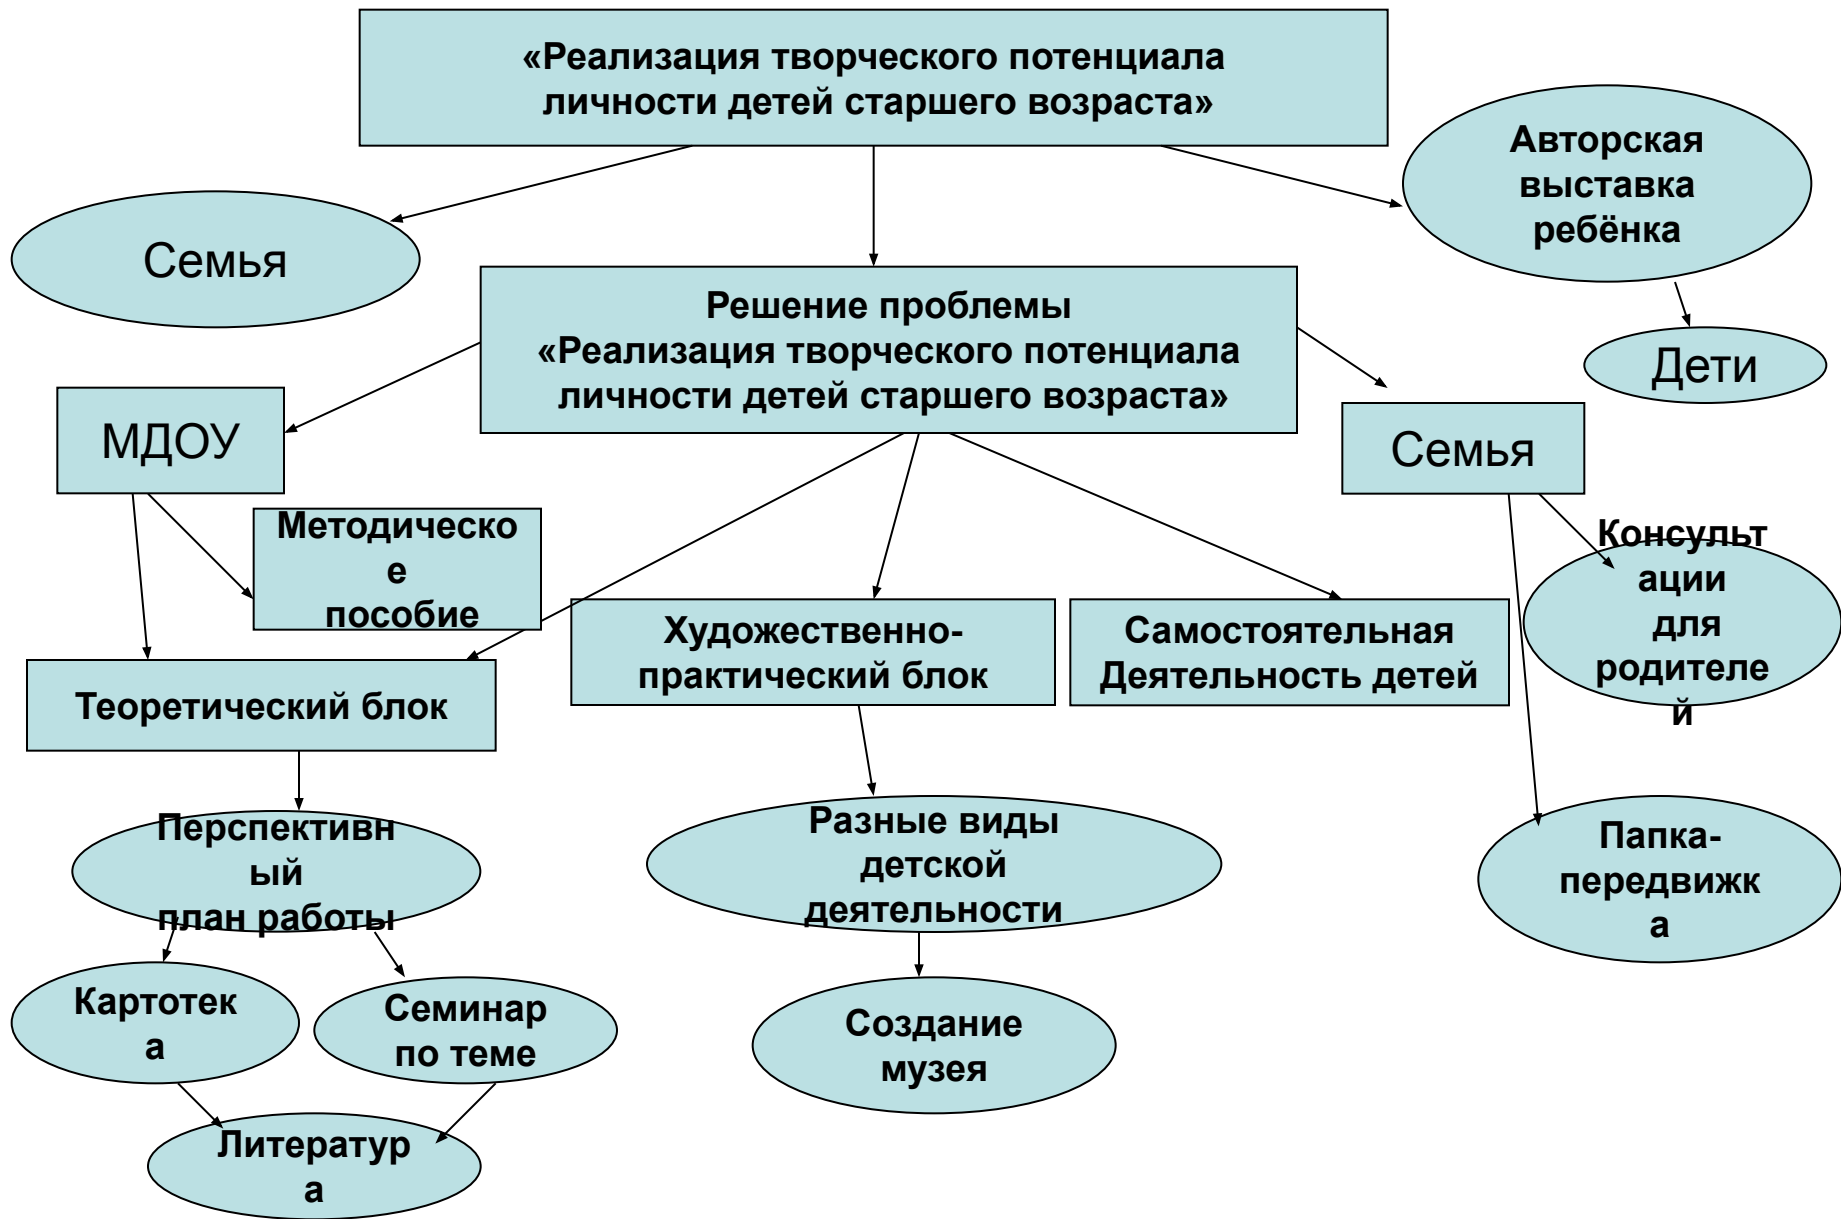 «Реализация творческого потенциала
личности детей старшего возраста»
Авторская
выставка
ребёнка
Семья
Решение проблемы
«Реализация творческого потенциала
личности детей старшего возраста»
Дети
МДОУ
Семья
Методическо
е
пособие
Консульт
ации
для
родителе
й
Художественно-
практический блок
Самостоятельная
Деятельность детей
Теоретический блок
Перспективн
ый
план работы
Разные виды
детской
деятельности
Папка-
передвижк
а
Картотек
а
Семинар
по теме
Создание
музея
Литератур
а